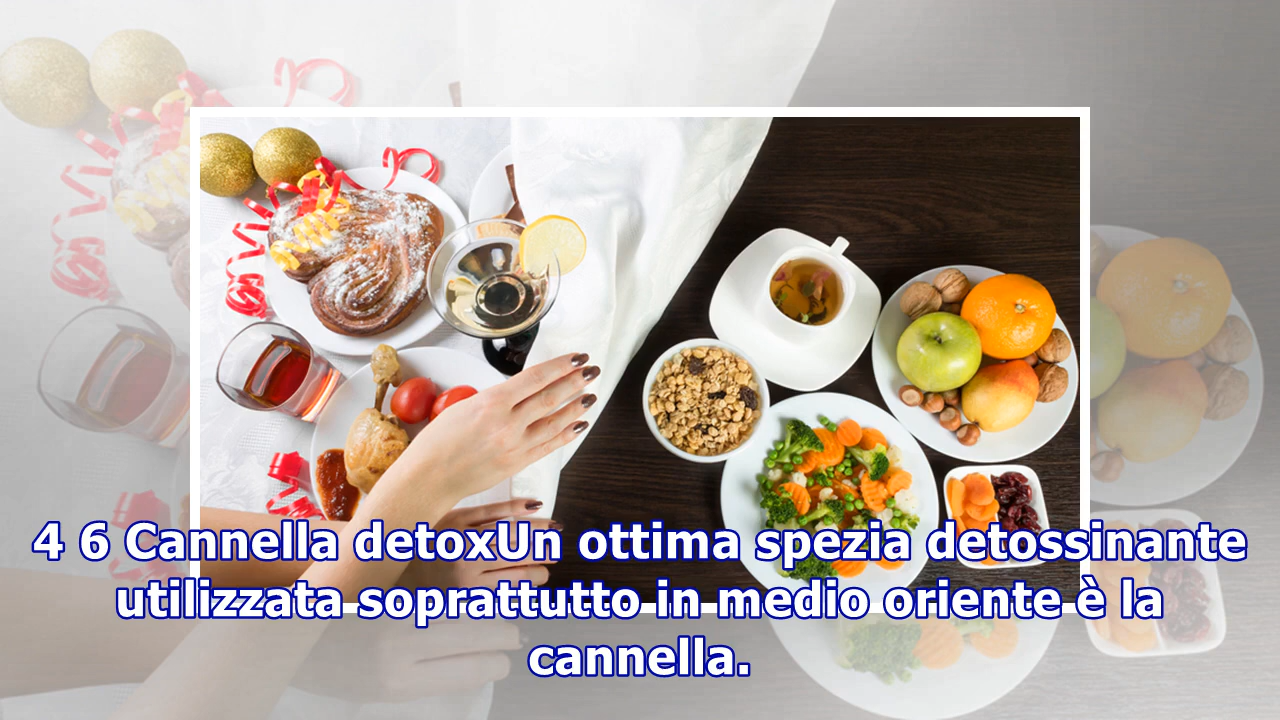 4 6 Cannella detoxUn ottima spezia detossinante
utilizzata soprattutto in medio oriente è la
cannella.